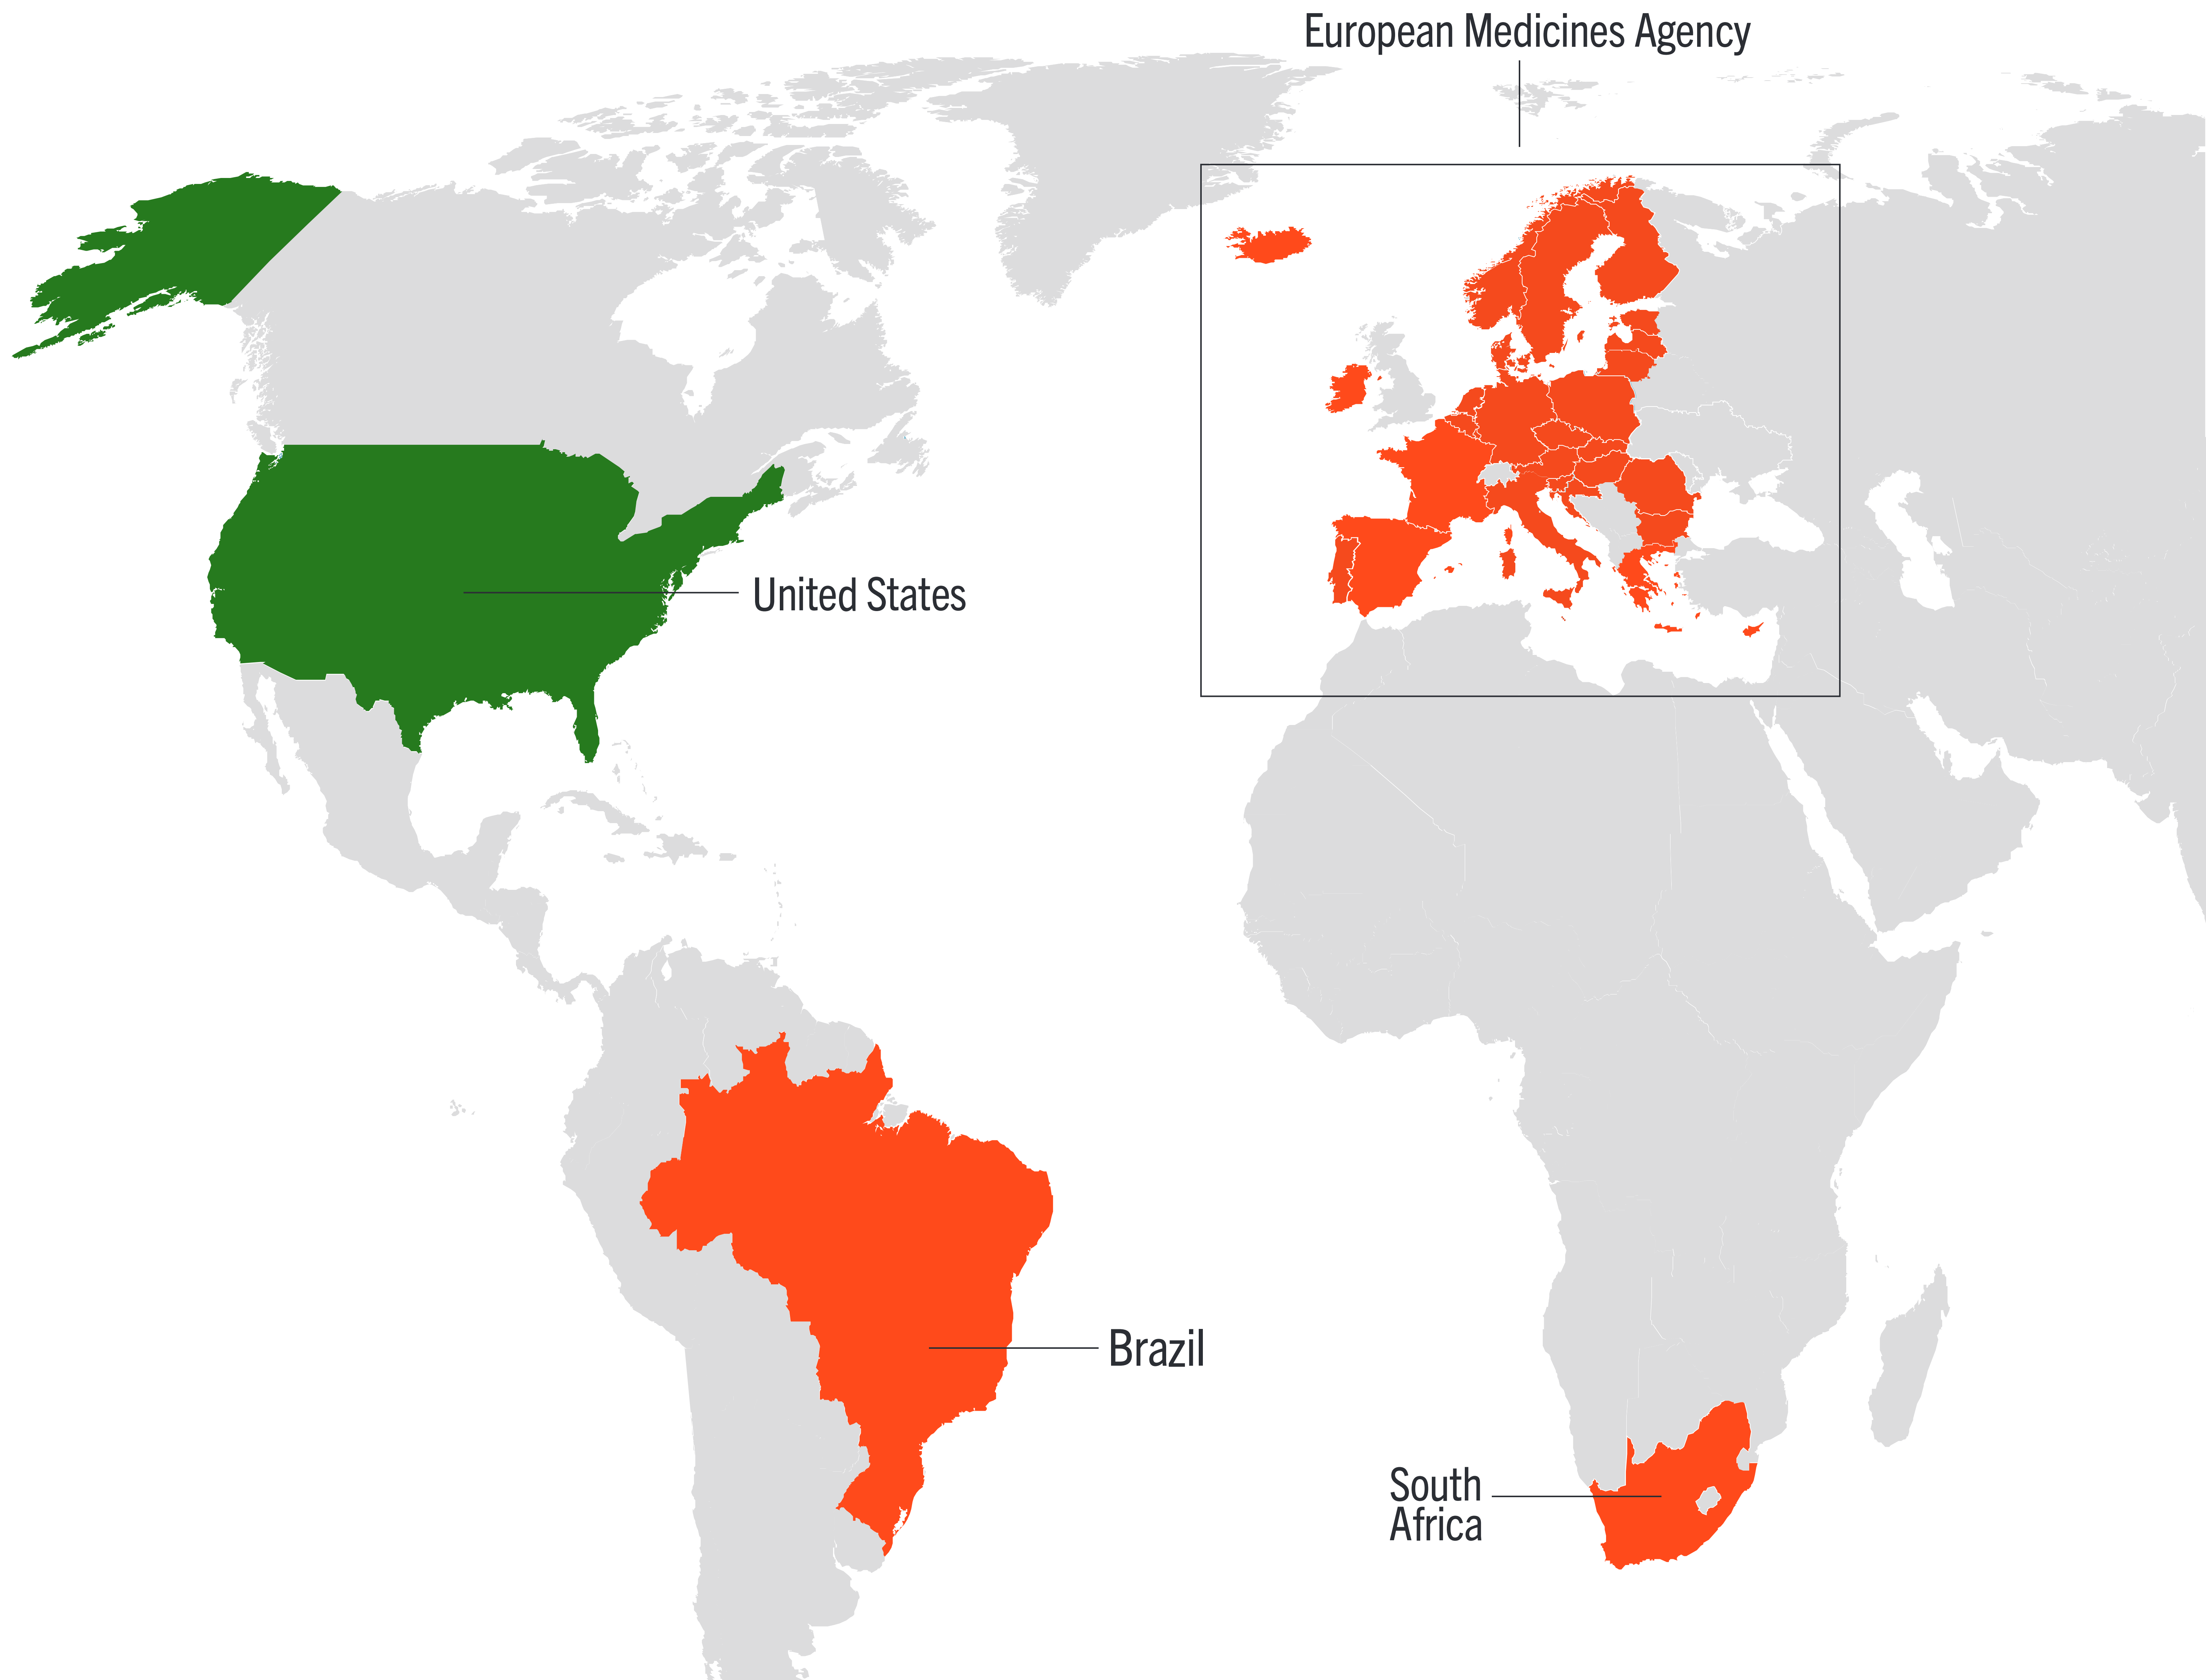 European Medicines Agency
United States
Brazil
South
Africa